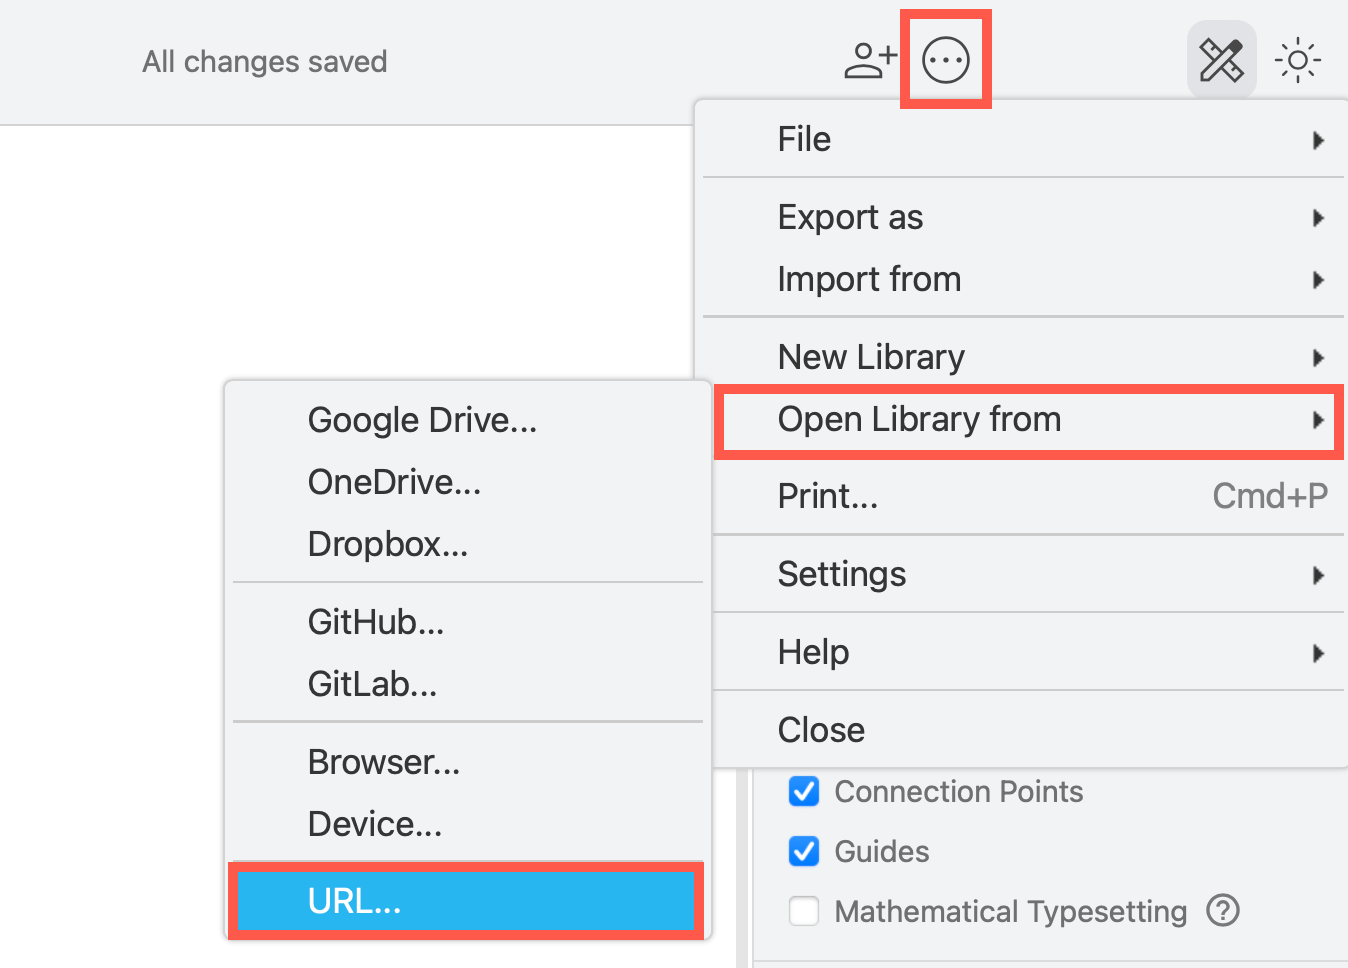 All changes saved
File
Export as
Import from
New Library
Open Library from
Print... Cmd+P
Settings
Help
Close
Google Drive...
OneDrive...
Dropbox...
GitHub...
GitLab...
Browser...
Device...
URL...
Connection Points
Guides
Mathematical Typesetting ?